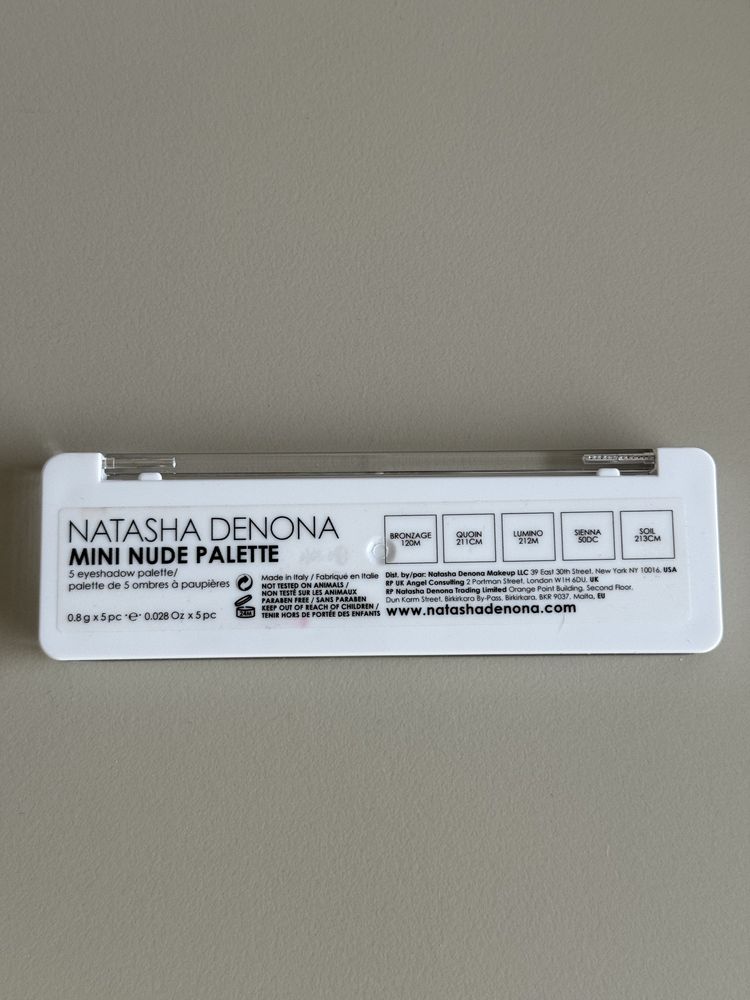 NATASHA DENONA
MINI NUDE PALETTE
5 eyeshadow palette/
palette de 5 ombres à paupières
0.8 g x 5 pc ·e· 0.028 Oz x 5 pc
24M
Made in Italy / Fabriqué en Italie
NOT TESTED ON ANIMALS /
NON TESTÉ SUR LES ANIMAUX
PARABEN FREE / SANS PARABEN
KEEP OUT OF REACH OF CHILDREN /
TENIR HORS DE PORTÉE DES ENFANTS
BRONZAGE
120M
QUOIN
211CM
LUMINO
212M
SIENNA
50DC
SOIL
213CM
Dist. by/par: Natasha Denona Makeup LLC 39 East 30th Street, New York NY 10016, USA
RP UK Angel Consulting 2 Portman Street, London W1H 6DU, UK
RP Natasha Denona Trading Limited Orange Point Building, Second Floor,
Dun Karm Street, Birkirkara By-Pass, Birkirkara, BKR 9037, Malta, EU
www.natashadenona.com